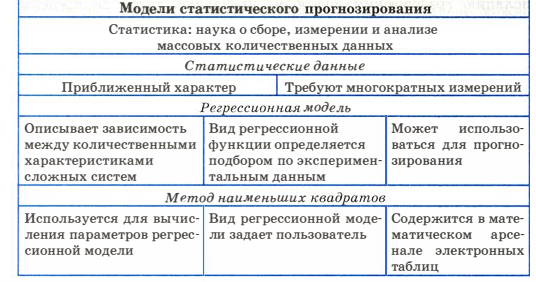 Модели статистического прогнозирования
Статистика: наука о сборе, измерении и анализе
массовых количественных данных
Статистические данные
Приближенный характер
Требуют многократных измерений
Регрессионная модель
Описывает зависимость
между количественными
характеристиками
сложных систем
Вид регрессионной
функции определяется
подбором по эксперимен-
тальным данным
Может использо-
ваться для прогно-
зирования
Метод наименьших квадратов
Используется для вычис-
ления параметров регрес-
сионной модели
Вид регрессионной моде-
ли задает пользователь
Содержится в мате-
матическом арсе-
нале электронных
таблиц